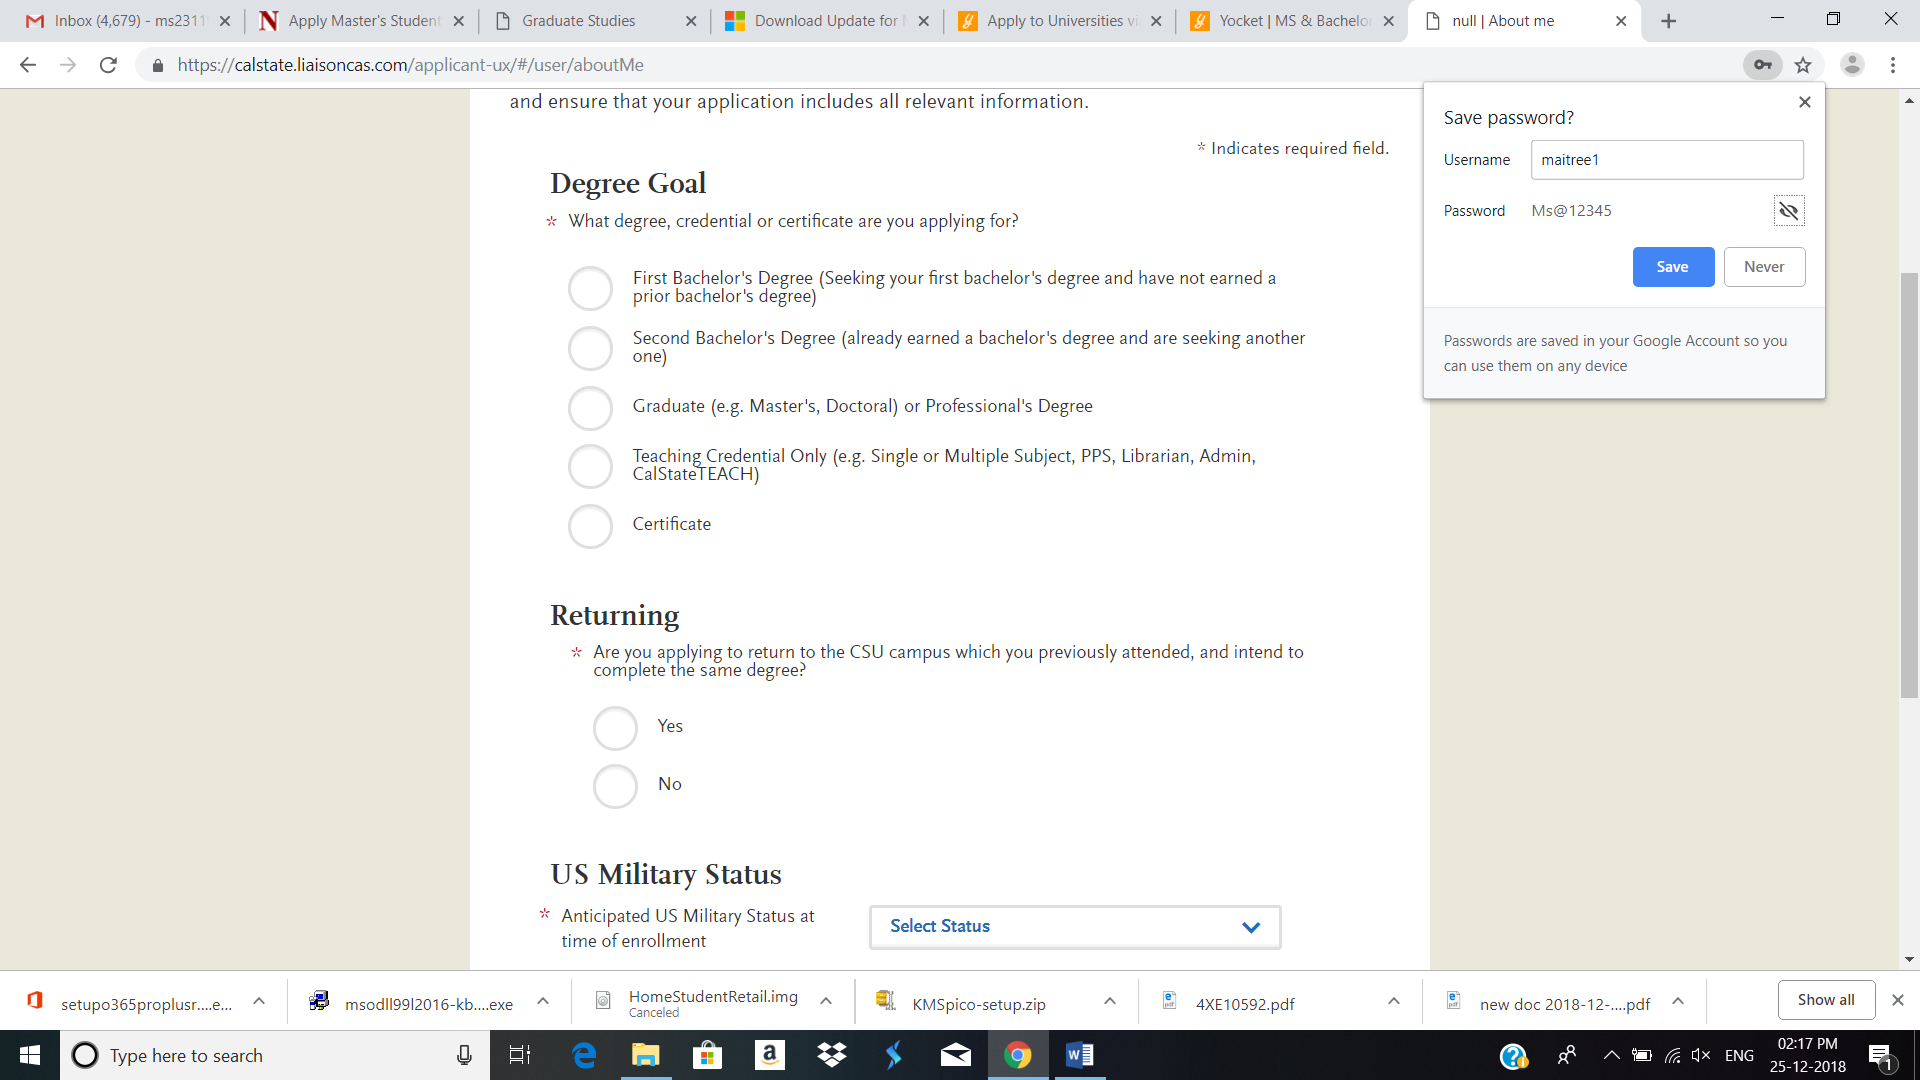 Inbox (4,679) - ms2311
Apply Master's Student
Graduate Studies
Download Update for
Apply to Universities vi
Yocket | MS & Bachelo
null | About me
https://calstate.liaisoncas.com/applicant-ux/#/user/aboutMe
and ensure that your application includes all relevant information.
* Indicates required field.
Degree Goal
* What degree, credential or certificate are you applying for?
First Bachelor's Degree (Seeking your first bachelor's degree and have not earned a
prior bachelor's degree)
Second Bachelor's Degree (already earned a bachelor's degree and are seeking another
one)
Graduate (e.g. Master's, Doctoral) or Professional's Degree
Teaching Credential Only (e.g. Single or Multiple Subject, PPS, Librarian, Admin,
CalStateTEACH)
Certificate
Returning
* Are you applying to return to the CSU campus which you previously attended, and intend to
complete the same degree?
Yes
No
US Military Status
* Anticipated US Military Status at
time of enrollment
Select Status
Save password?
Username
maitree1
Password
Ms@12345
Save
Never
Passwords are saved in your Google Account so you
can use them on any device
setupo365proplusr....e...
msodll99l2016-kb....exe
HomeStudentRetail.img
Canceled
KMSpico-setup.zip
4XE10592.pdf
new doc 2018-12-....pdf
Show all
Type here to search
ENG
02:17 PM
25-12-2018
1